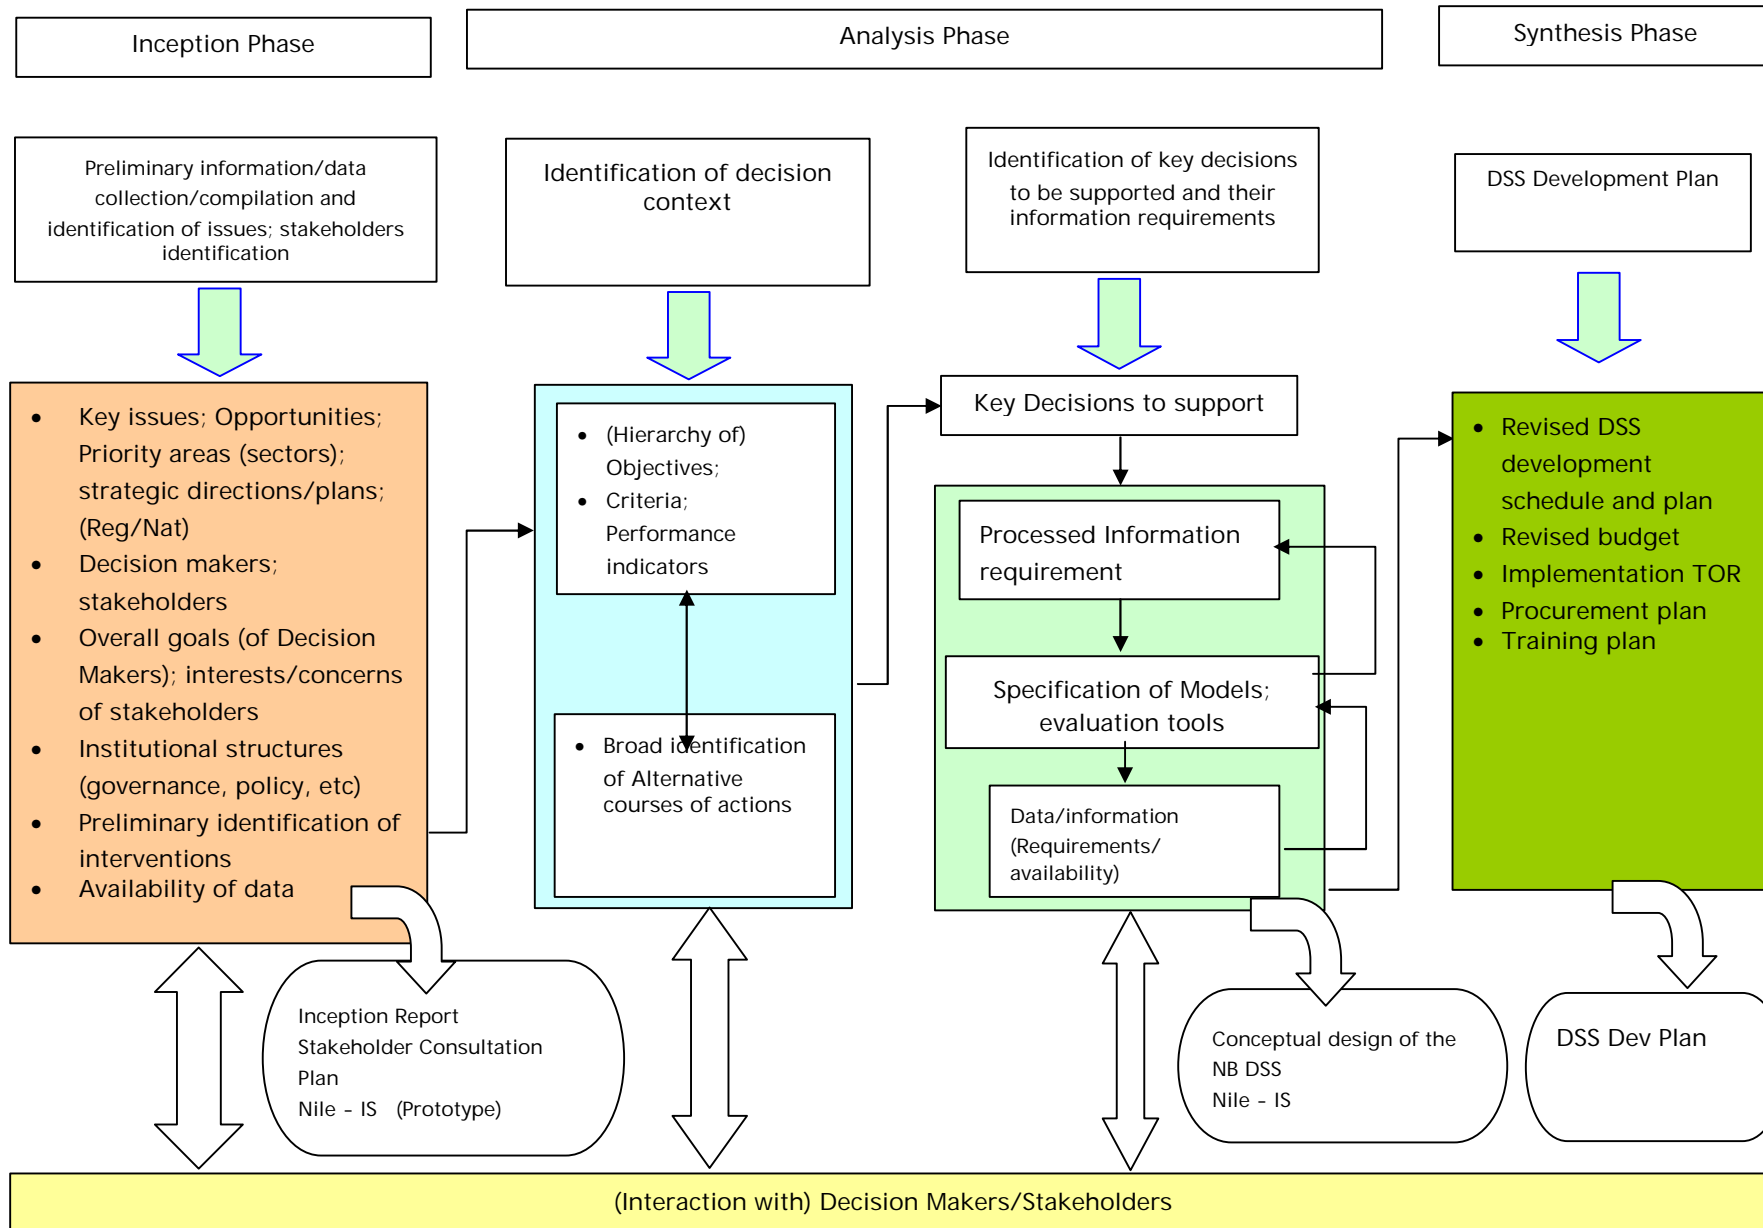 Inception Phase
Analysis Phase
Synthesis Phase
Preliminary information/data
collection/compilation and
identification of issues; stakeholders
identification
Identification of decision
context
Identification of key decisions
to be supported and their
information requirements
DSS Development Plan
• Key issues; Opportunities;
Priority areas (sectors);
strategic directions/plans;
(Reg/Nat)
• Decision makers;
stakeholders
• Overall goals (of Decision
Makers); interests/concerns
of stakeholders
• Institutional structures
(governance, policy, etc)
• Preliminary identification of
interventions
• Availability of data
• (Hierarchy of)
Objectives;
• Criteria;
Performance
indicators
• Broad identification
of Alternative
courses of actions
Key Decisions to support
Processed Information
requirement
Specification of Models;
evaluation tools
Data/information
(Requirements/
availability)
• Revised DSS
development
schedule and plan
• Revised budget
• Implementation TOR
• Procurement plan
• Training plan
Inception Report
Stakeholder Consultation
Plan
Nile - IS (Prototype)
Conceptual design of the
NB DSS
Nile - IS
DSS Dev Plan
(Interaction with) Decision Makers/Stakeholders